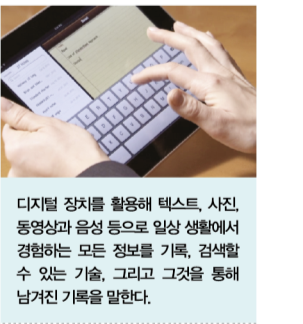 디지털 장치를 활용해 텍스트, 사진,
동영상과 음성 등으로 일상 생활에서
경험하는 모든 정보를 기록, 검색할
수 있는 기술, 그리고 그것을 통해
남겨진 기록을 말한다.